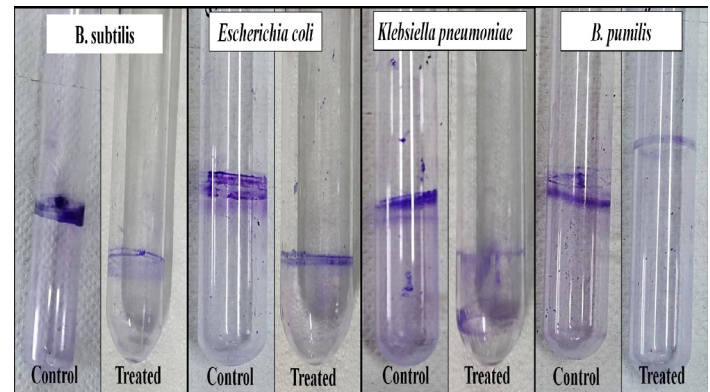 B. subtilis
Escherichia coli
Klebsiella pneumoniae
B. pumilis
Control
Treated
Control
Treated
Control
Treated
Control
Treated